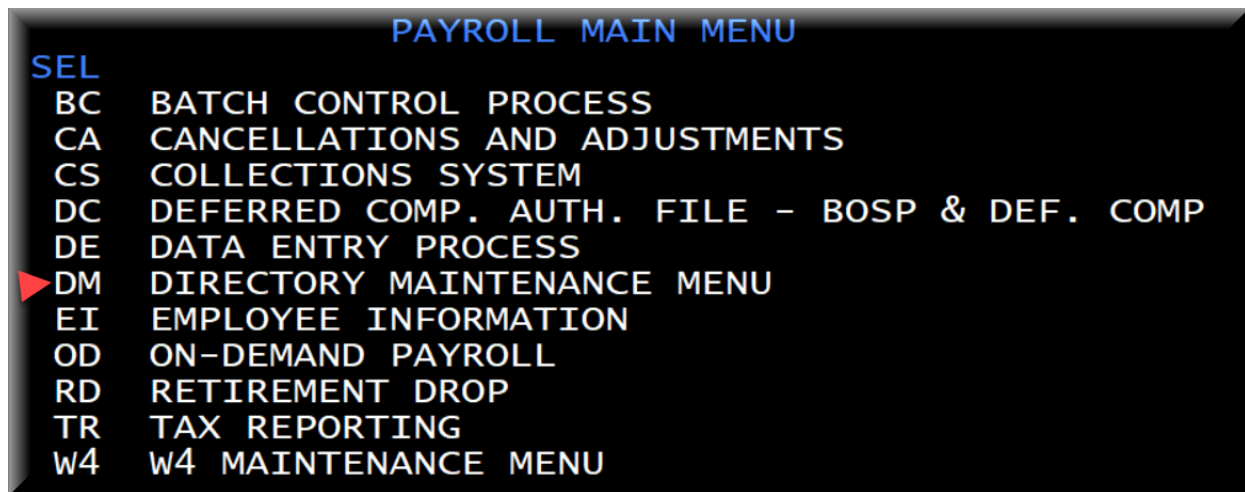 PAYROLL MAIN MENU
SEL
BC BATCH CONTROL PROCESS
CA CANCELLATIONS AND ADJUSTMENTS
CS COLLECTIONS SYSTEM
DC DEFERRED COMP. AUTH. FILE - BOSP & DEF. COMP
DE DATA ENTRY PROCESS
DM DIRECTORY MAINTENANCE MENU
EI EMPLOYEE INFORMATION
OD ON-DEMAND PAYROLL
RD RETIREMENT DROP
TR TAX REPORTING
W4 W4 MAINTENANCE MENU